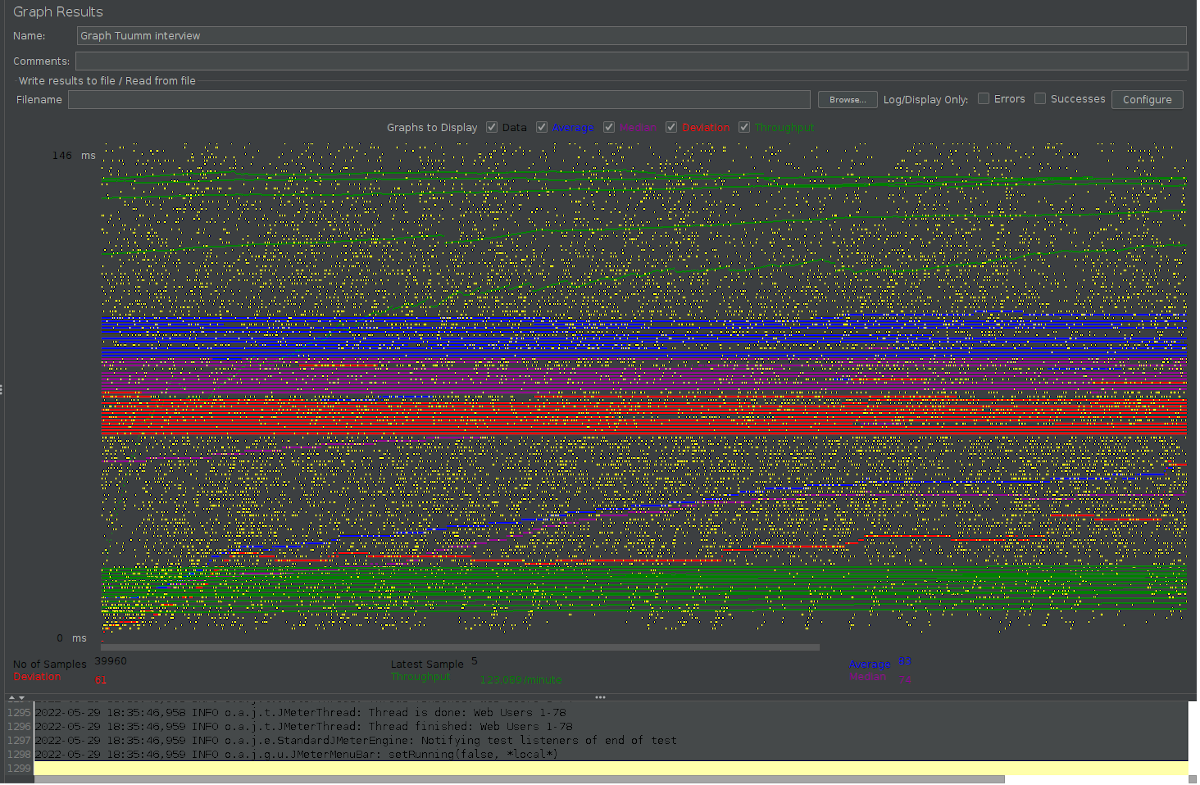 Graph Results
Name: Graph Tuumm interview
Comments:
Write results to file / Read from file
Filename Browse... Log/Display Only: Errors Successes Configure
Graphs to Display Data Average Median Deviation Throughput
146 ms
0 ms
No of Samples 39960 Latest Sample 5 Average 83
Deviation 61 Throughput 123,089/minute Median
1295 2022-05-29 18:35:46,958 INFO o.a.j.t.JMeterThread: Thread is done: Web Users 1-78
1296 2022-05-29 18:35:46,959 INFO o.a.j.t.JMeterThread: Thread finished: Web Users 1-78
1297 2022-05-29 18:35:46,959 INFO o.a.j.e.StandardJMeterEngine: Notifying test listeners of end of test
1298 2022-05-29 18:35:46,959 INFO o.a.j.g.u.JMeterMenuBar: setRunning(false, *local*)
1299